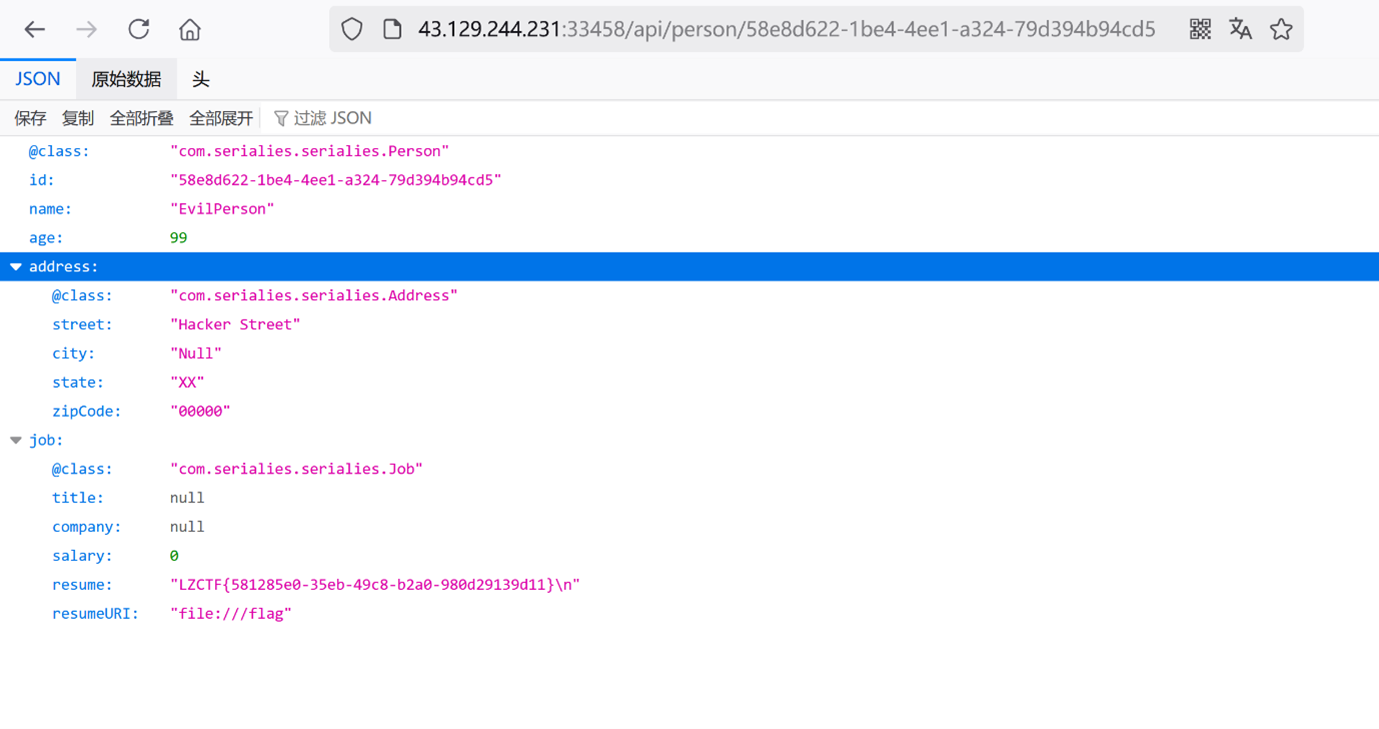 43.129.244.231:33458/api/person/58e8d622-1be4-4ee1-a324-79d394b94cd5
JSON 原始数据 头
保存 复制 全部折叠 全部展开 过滤 JSON
@class: "com.serialies.serialies.Person"
id: "58e8d622-1be4-4ee1-a324-79d394b94cd5"
name: "EvilPerson"
age: 99
address:
@class: "com.serialies.serialies.Address"
street: "Hacker Street"
city: "Null"
state: "XX"
zipCode: "00000"
job:
@class: "com.serialies.serialies.Job"
title: null
company: null
salary: 0
resume: "LZCTF{581285e0-35eb-49c8-b2a0-980d29139d11}\n"
resumeURI: "file:///flag"